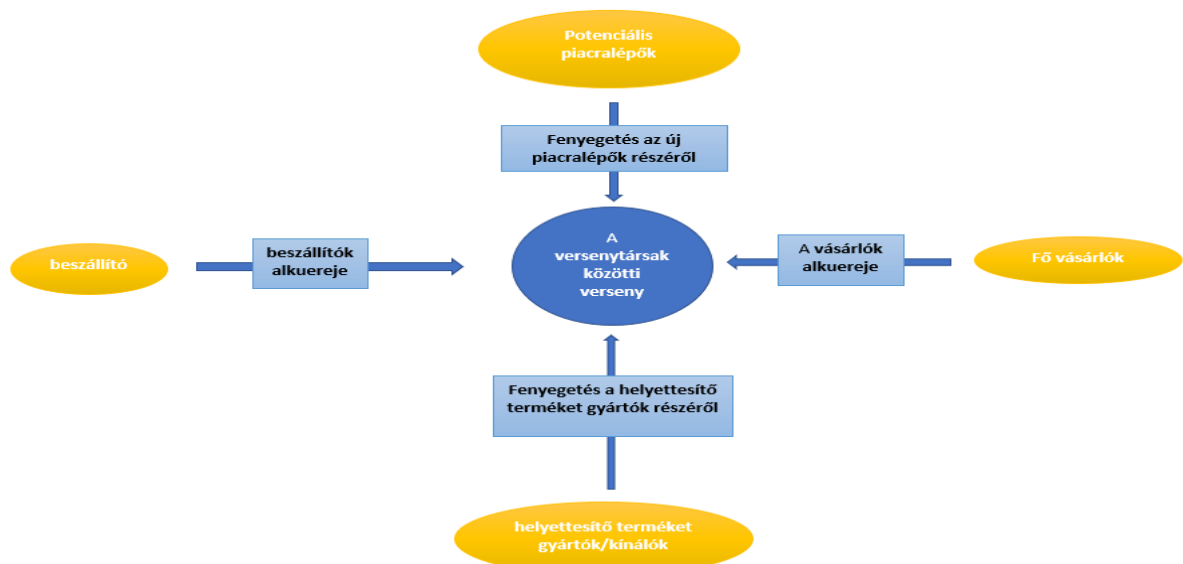 Potenciális
piacralépők
Fenyegetés az új
piacralépők részéről
beszállító
beszállítók
alkuereje
A
versenytársak
közötti
verseny
A vásárlók
alkuereje
Fő vásárlók
Fenyegetés a helyettesítő
terméket gyártók részéről
helyettesítő terméket
gyártók/kínálók